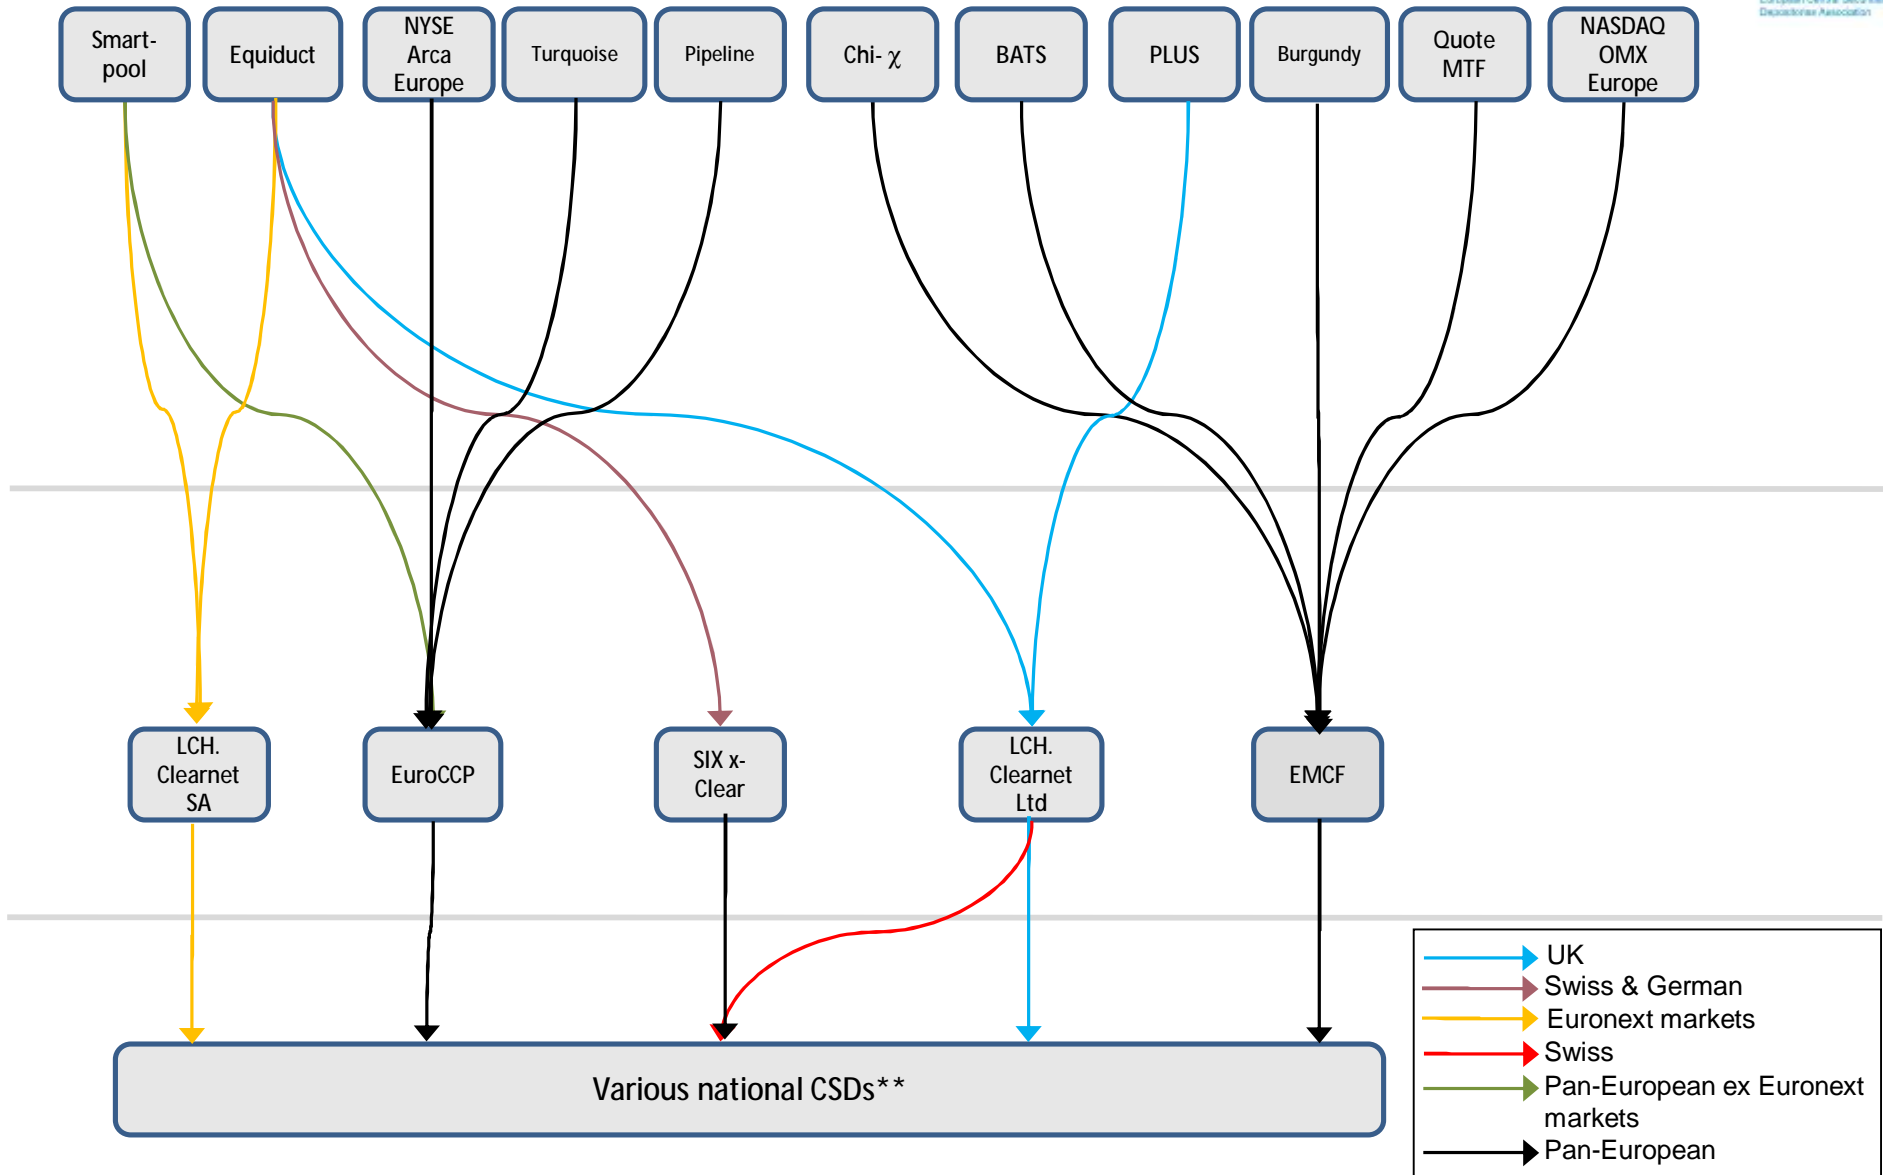 Depositories Association
Smart-
pool
Equiduct
NYSE
Arca
Europe
Turquoise
Pipeline
Chi- χ
BATS
PLUS
Burgundy
Quote
MTF
NASDAQ
OMX
Europe
LCH.
Clearnet
SA
EuroCCP
SIX x-
Clear
LCH.
Clearnet
Ltd
EMCF
Various national CSDs**
UK
Swiss & German
Euronext markets
Swiss
Pan-European ex Euronext
markets
Pan-European